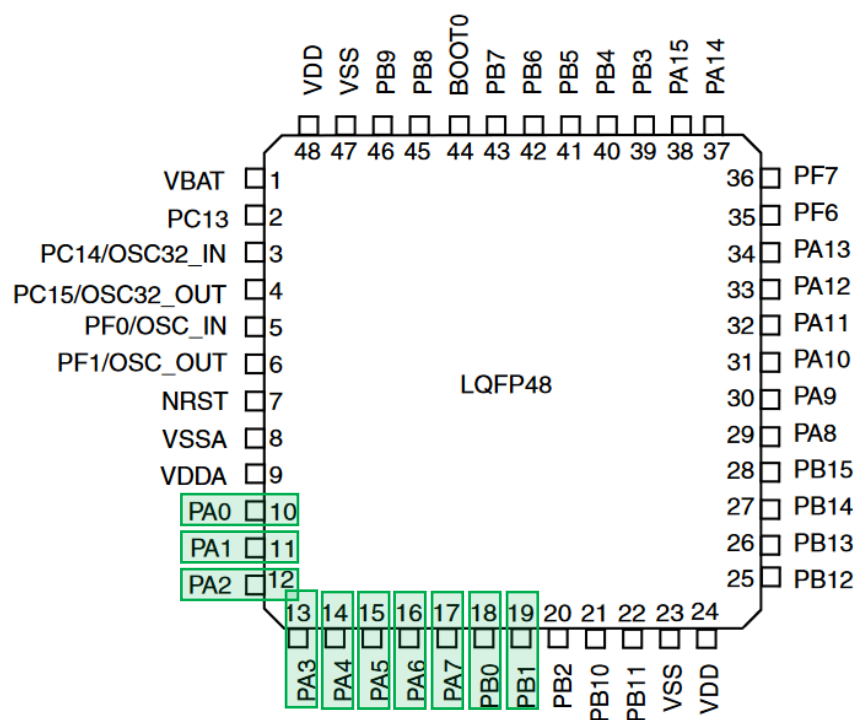 VDD VSS PB9 PB8 BOOT0 PB7 PB6 PB5 PB4 PB3 PA15 PA14
48 47 46 45 44 43 42 41 40 39 38 37
VBAT 1
PC13 2
PC14/OSC32_IN 3
PC15/OSC32_OUT 4
PF0/OSC_IN 5
PF1/OSC_OUT 6
NRST 7
VSSA 8
VDDA 9
PA0 10
PA1 11
PA2 12
LQFP48
36 PF7
35 PF6
34 PA13
33 PA12
32 PA11
31 PA10
30 PA9
29 PA8
28 PB15
27 PB14
26 PB13
25 PB12
13 14 15 16 17 18 19 20 21 22 23 24
PA3 PA4 PA5 PA6 PA7 PB0 PB1 PB2 PB10 PB11 VSS VDD